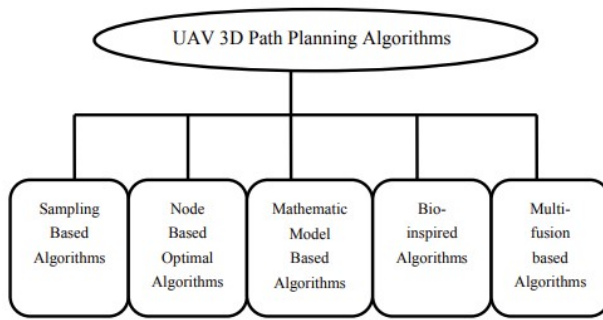 UAV 3D Path Planning Algorithms
Sampling
Based
Algorithms
Node
Based
Optimal
Algorithms
Mathematic
Model
Based
Algorithms
Bio-
inspired
Algorithms
Multi-
fusion
based
Algorithms